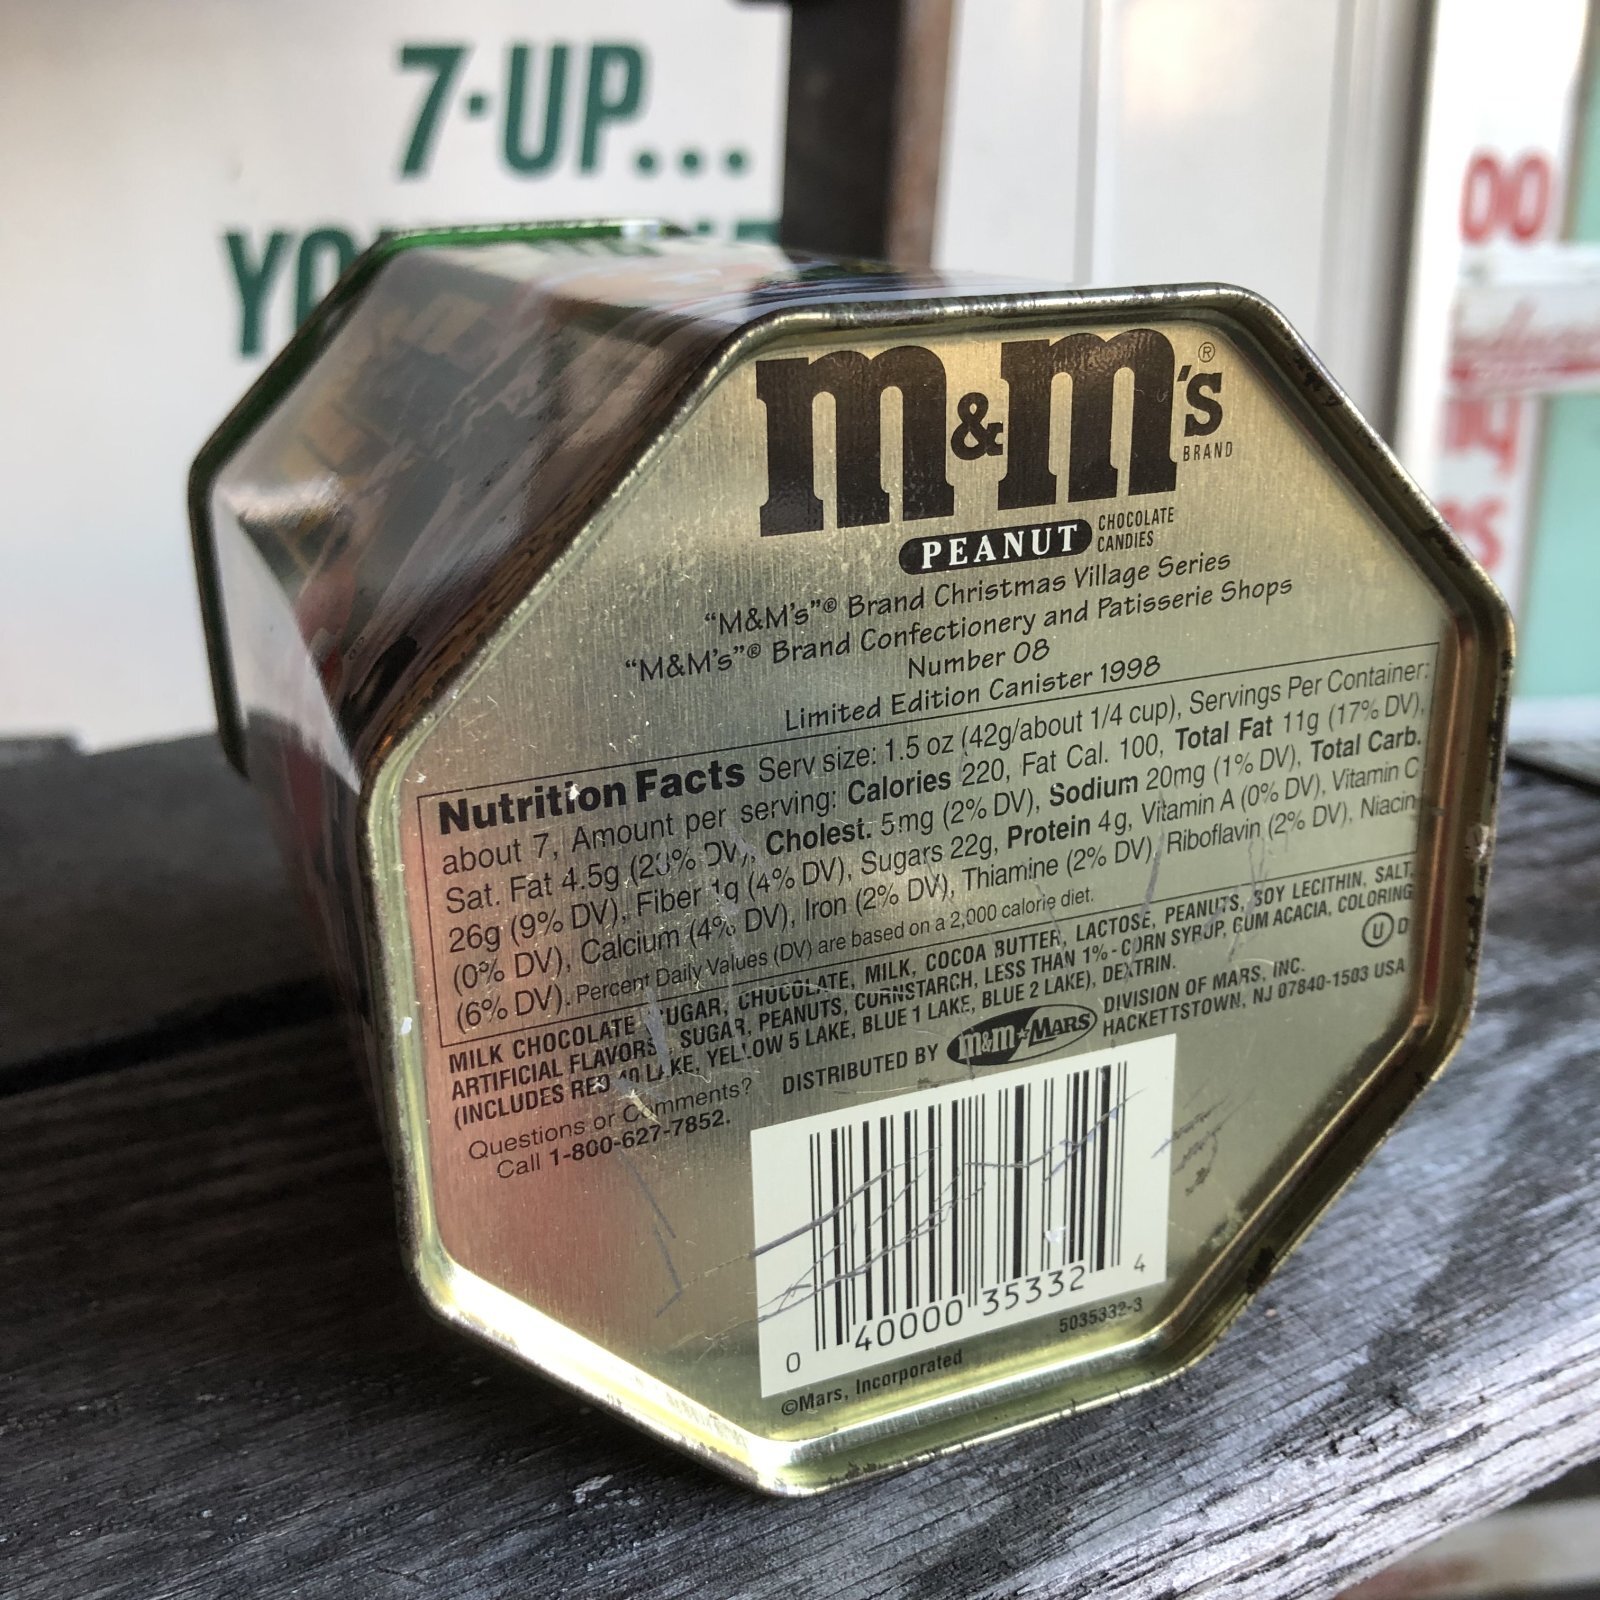 7·UP...
m&m's®
BRAND
PEANUT CHOCOLATE CANDIES
"M&M's"® Brand Christmas Village Series
"M&M's"® Brand Confectionery and Patisserie Shops
Number 08
Limited Edition Canister 1998
Nutrition Facts Serv size: 1.5 oz (42g/about 1/4 cup), Servings Per Container:
about 7, Amount per serving: Calories 220, Fat Cal. 100, Total Fat 11g (17% DV),
Sat. Fat 4.5g (23% DV), Cholest. 5mg (2% DV), Sodium 20mg (1% DV), Total Carb.
26g (9% DV), Fiber 1g (4% DV), Sugars 22g, Protein 4g, Vitamin A (0% DV), Vitamin C
(0% DV), Calcium (4% DV), Iron (2% DV), Thiamine (2% DV), Riboflavin (2% DV), Niacin
(6% DV). Percent Daily Values (DV) are based on a 2,000 calorie diet.
MILK CHOCOLATE (SUGAR, CHOCOLATE, MILK, COCOA BUTTER, LACTOSE, PEANUTS, SOY LECITHIN, SALT,
ARTIFICIAL FLAVORS), SUGAR, PEANUTS, CORNSTARCH, LESS THAN 1% - CORN SYRUP, GUM ACACIA, COLORING
(INCLUDES RED 40 LAKE, YELLOW 5 LAKE, BLUE 1 LAKE, BLUE 2 LAKE), DEXTRIN. U D
Questions or Comments?
Call 1-800-627-7852.
DISTRIBUTED BY m&m MARS DIVISION OF MARS, INC.
HACKETTSTOWN, NJ 07840-1503 USA
0 40000 35332 4
5035332-3
©Mars, Incorporated
00